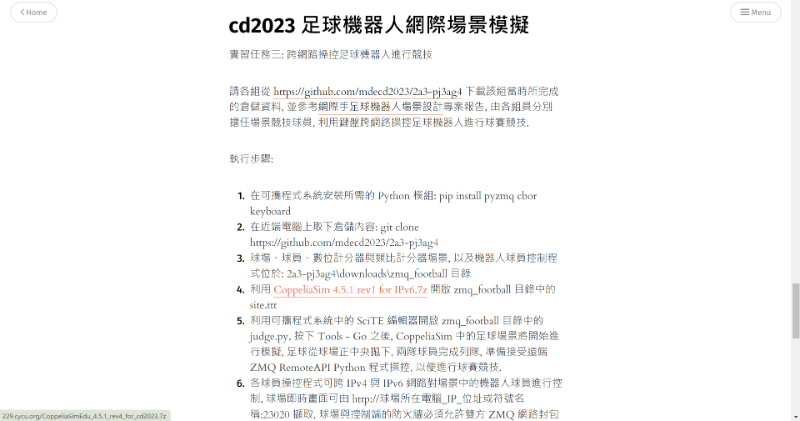 Home
Menu
cd2023 足球機器人網際場景模擬
實習任務三: 跨網路操控足球機器人進行競技
請各組從 https://github.com/mdecd2023/2a3-pj3ag4 下載該組當時所完成
的倉儲資料, 並參考網際手足球機器人場景設計專案報告, 由各組員分別
擔任場景競技球員, 利用鍵盤跨網路操控足球機器人進行球賽競技.
執行步驟:
1. 在可攜程式系統安裝所需的 Python 模組: pip install pyzmq cbor
keyboard
2. 在近端電腦上取下倉儲內容: git clone
https://github.com/mdecd2023/2a3-pj3ag4
3. 球場、球員、數位計分器與類比計分器場景, 以及機器人球員控制程
式位於: 2a3-pj3ag4\downloads\zmq_football 目錄
4. 利用 CoppeliaSim 4.5.1 rev1 for IPv6.7z 開啟 zmq_football 目錄中的
site.ttt
5. 利用可攜程式系統中的 SciTE 編輯器開啟 zmq_football 目錄中的
judge.py, 按下 Tools - Go 之後, CoppeliaSim 中的足球場景將開始進
行模擬, 足球從球場正中央拋下, 兩隊球員完成列隊, 準備接受遠端
ZMQ RemoteAPI Python 程式操控, 以便進行球賽競技.
6. 各球員操控程式可跨 IPv4 與 IPv6 網路對場景中的機器人球員進行控
制, 球場即時畫面可由 http://球場所在電腦_IP_位址或符號名
稱:23020 擷取, 球場與控制端的防火牆必須允許雙方 ZMQ 網路封包
229.cycu.org/CoppeliaSimEdu_4.5.1_rev4_for_cd2023.7z